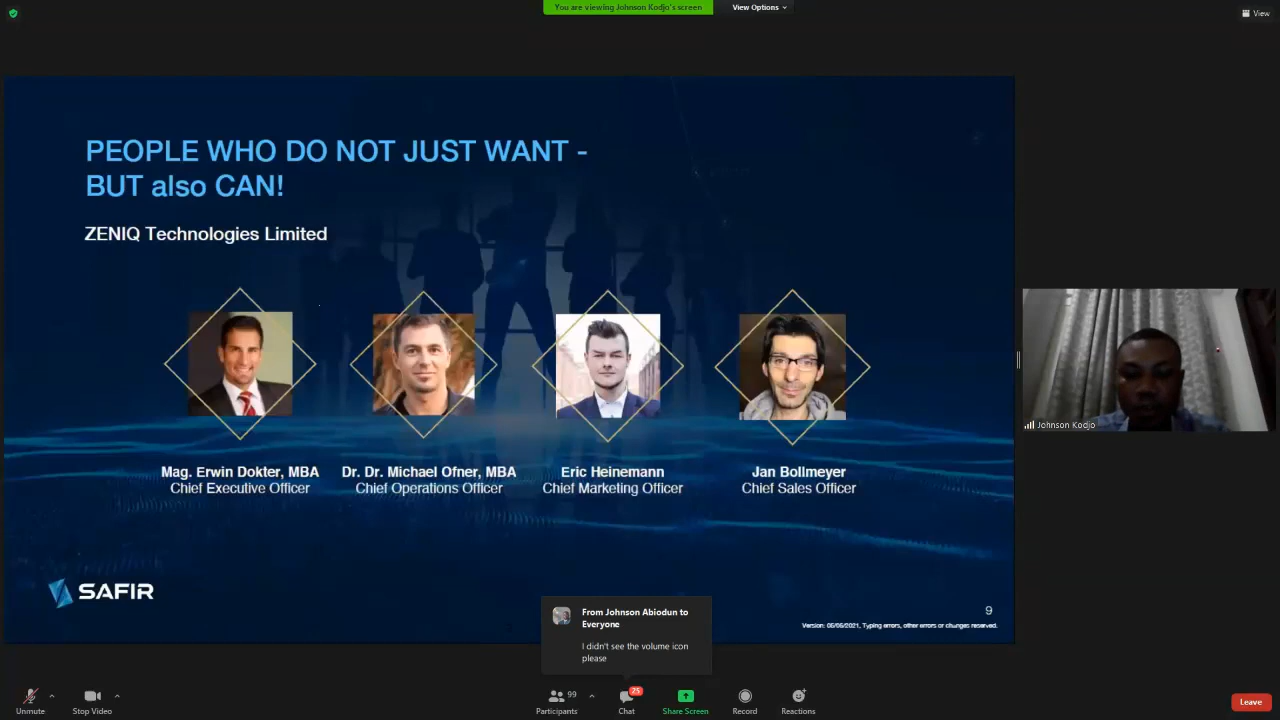 You are viewing Johnson Kodjo's screen
View Options
View
PEOPLE WHO DO NOT JUST WANT -
BUT also CAN!
ZENIQ Technologies Limited
Mag. Erwin Dokter, MBA
Chief Executive Officer
Dr. Dr. Michael Ofner, MBA
Chief Operations Officer
Eric Heinemann
Chief Marketing Officer
Jan Bollmeyer
Chief Sales Officer
Johnson Kodjo
SAFIR
9
Version: 06/06/2021, Typing errors, other errors or changes reserved.
From Johnson Abiodun to
Everyone
I didn't see the volume icon
please
Unmute
Stop Video
99
Participants
25
Chat
Share Screen
Record
Reactions
Leave